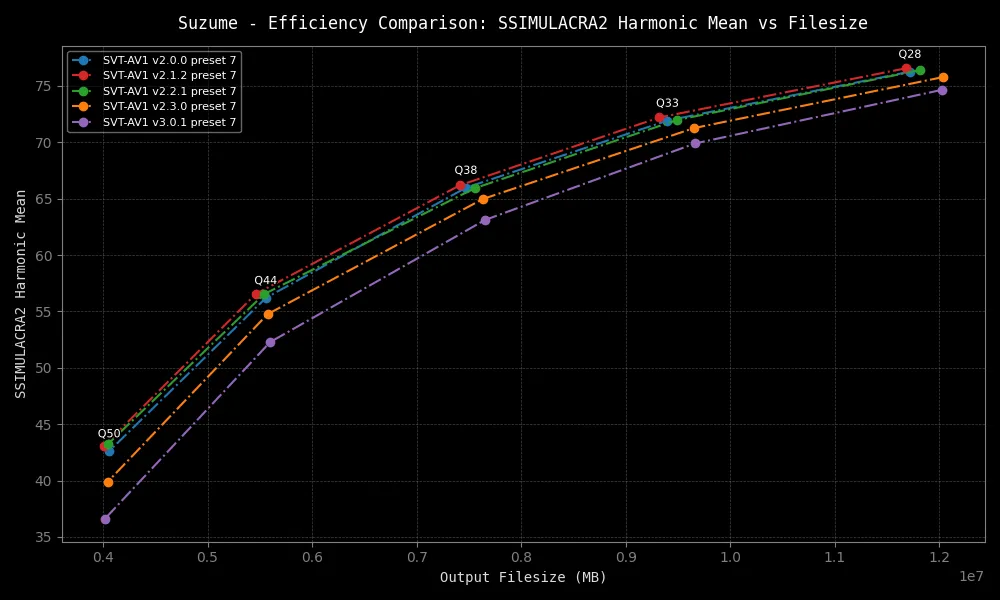 Suzume - Efficiency Comparison: SSIMULACRA2 Harmonic Mean vs Filesize
SVT-AV1 v2.0.0 preset 7
SVT-AV1 v2.1.2 preset 7
SVT-AV1 v2.2.1 preset 7
SVT-AV1 v2.3.0 preset 7
SVT-AV1 v3.0.1 preset 7
Q28
Q33
Q38
Q44
Q50
SSIMULACRA2 Harmonic Mean
75
70
65
60
55
50
45
40
35
0.4 0.5 0.6 0.7 0.8 0.9 1.0 1.1 1.2
1e7
Output Filesize (MB)